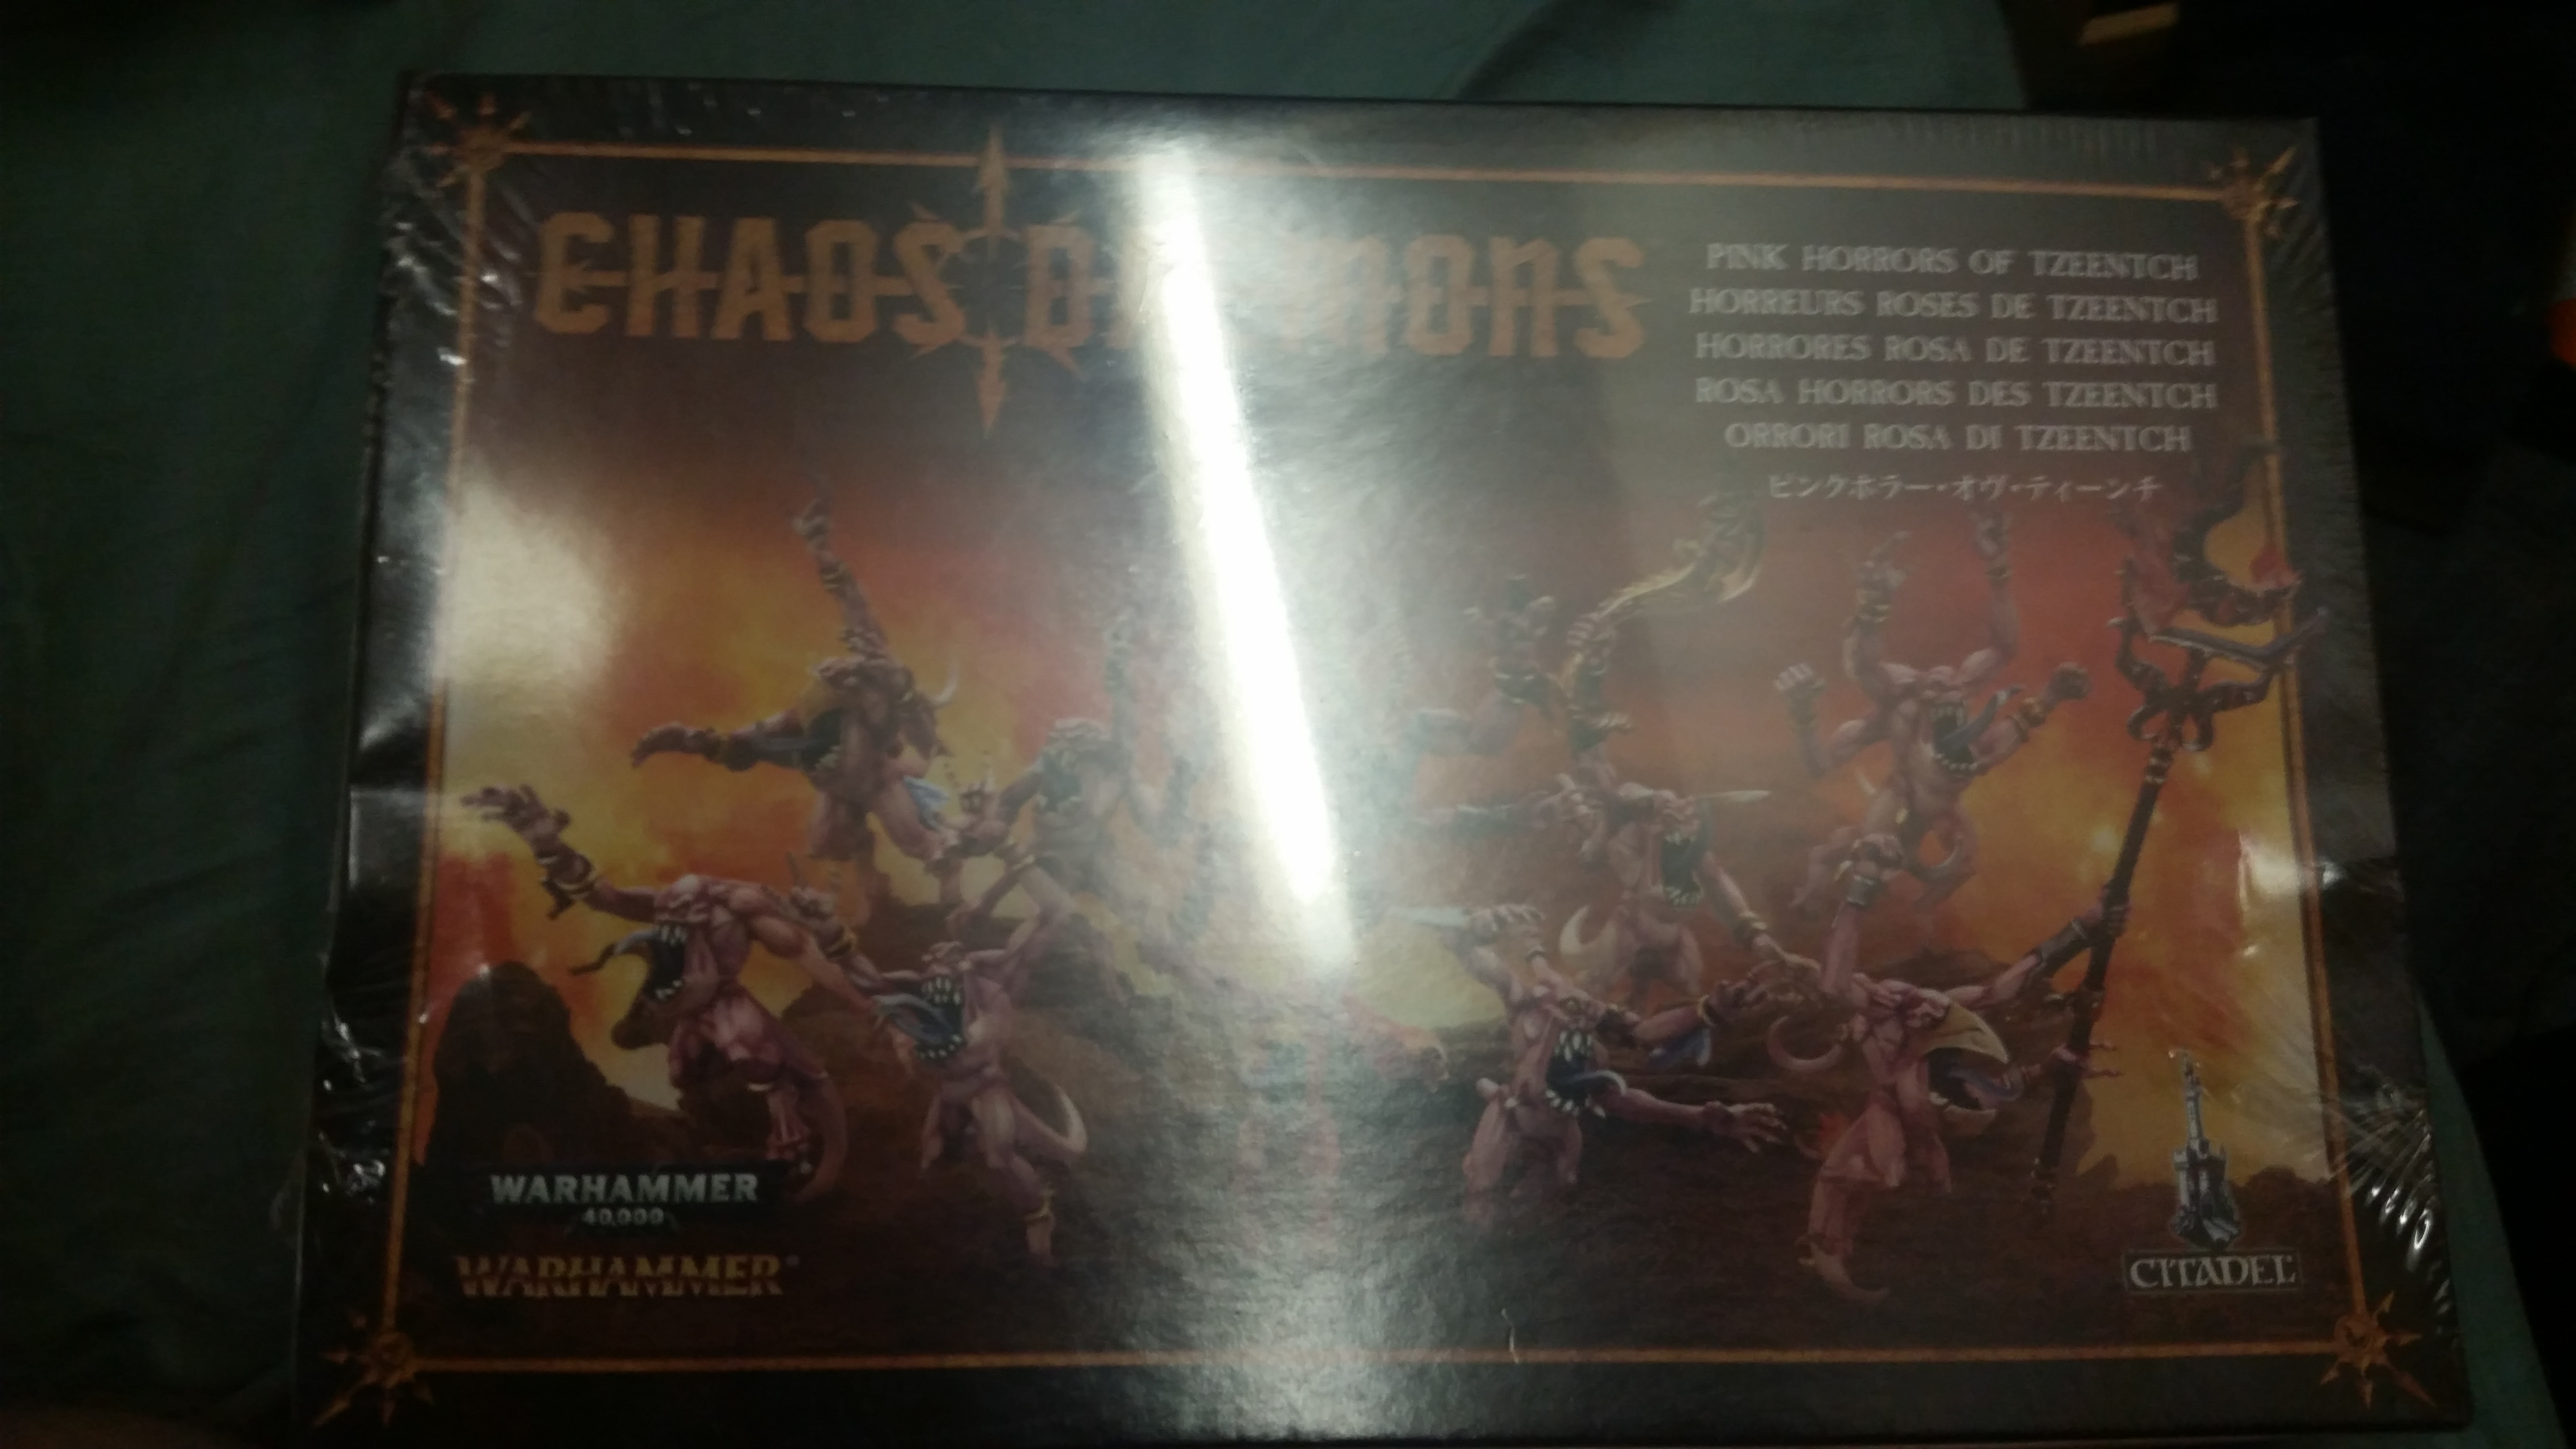 CHAOS
PINK HORRORS OF TZEENTCH
HORREURS ROSES DE TZEENTCH
HORRORES ROSA DE TZEENTCH
ROSA HORRORS DES TZEENTCH
ORRORI ROSA DI TZEENTCH
ピンクホラー・オヴ・ティーンチ
WARHAMMER
40,000
WARHAMMER®
CITADEL